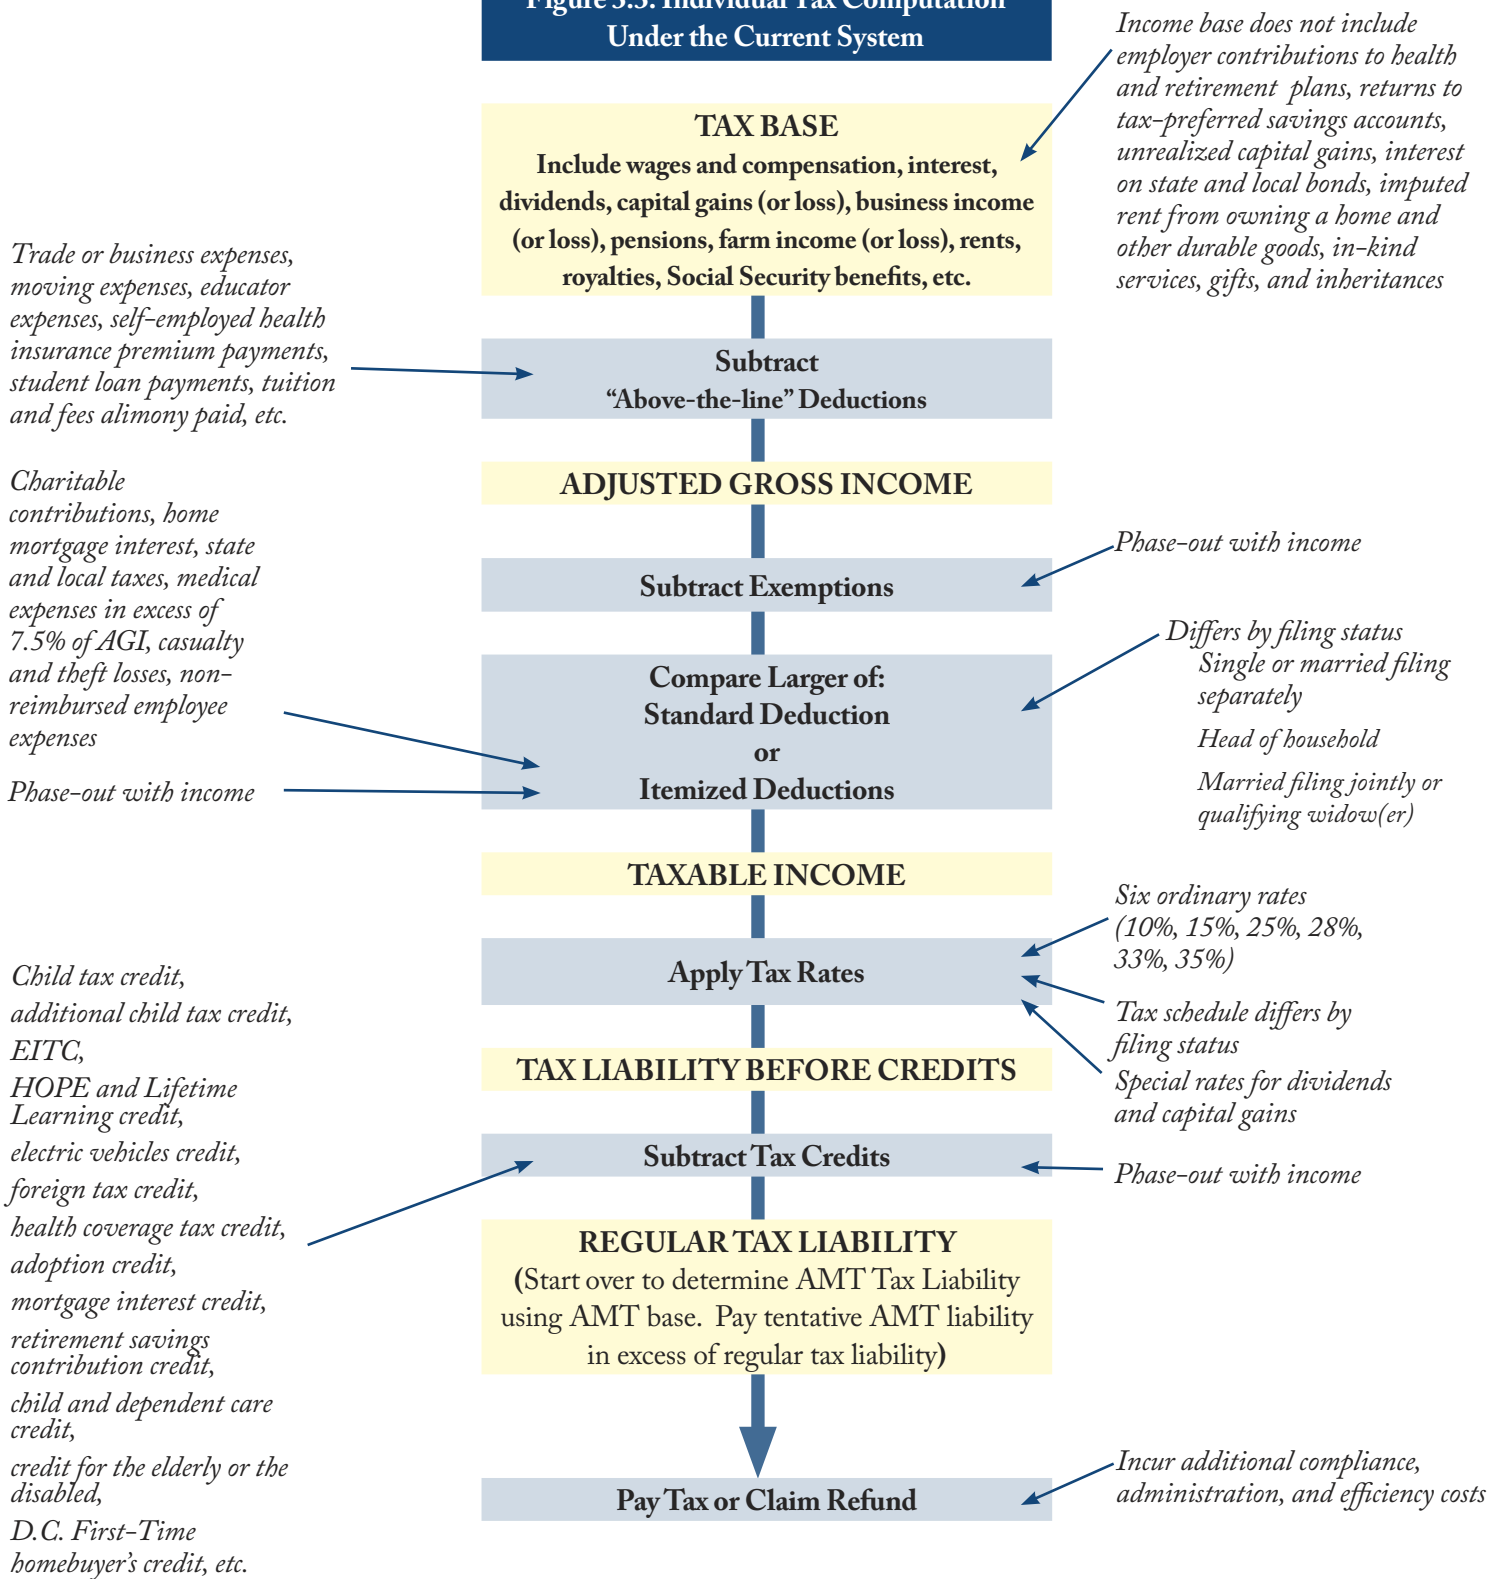 Figure 3.3. Individual Tax Computation
Under the Current System
Income base does not include
employer contributions to health
and retirement plans, returns to
tax-preferred savings accounts,
unrealized capital gains, interest
on state and local bonds, imputed
rent from owning a home and
other durable goods, in-kind
services, gifts, and inheritances
TAX BASE
Include wages and compensation, interest,
dividends, capital gains (or loss), business income
(or loss), pensions, farm income (or loss), rents,
royalties, Social Security benefits, etc.
Trade or business expenses,
moving expenses, educator
expenses, self-employed health
insurance premium payments,
student loan payments, tuition
and fees alimony paid, etc.
Subtract
“Above-the-line” Deductions
ADJUSTED GROSS INCOME
Charitable
contributions, home
mortgage interest, state
and local taxes, medical
expenses in excess of
7.5% of AGI, casualty
and theft losses, non-
reimbursed employee
expenses
Phase-out with income
Phase-out with income
Subtract Exemptions
Differs by filing status
Single or married filing
separately
Head of household
Married filing jointly or
qualifying widow(er)
Compare Larger of:
Standard Deduction
or
Itemized Deductions
TAXABLE INCOME
Six ordinary rates
(10%, 15%, 25%, 28%,
33%, 35%)
Apply Tax Rates
Tax schedule differs by
filing status
Special rates for dividends
and capital gains
TAX LIABILITY BEFORE CREDITS
Child tax credit,
additional child tax credit,
EITC,
HOPE and Lifetime
Learning credit,
electric vehicles credit,
foreign tax credit,
health coverage tax credit,
adoption credit,
mortgage interest credit,
retirement savings
contribution credit,
child and dependent care
credit,
credit for the elderly or the
disabled,
D.C. First-Time
homebuyer’s credit, etc.
Subtract Tax Credits
Phase-out with income
REGULAR TAX LIABILITY
(Start over to determine AMT Tax Liability
using AMT base. Pay tentative AMT liability
in excess of regular tax liability)
Pay Tax or Claim Refund
Incur additional compliance,
administration, and efficiency costs